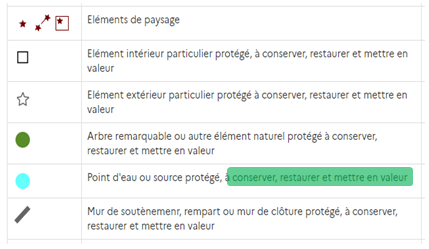 Eléments de paysage
Elément intérieur particulier protégé, à conserver, restaurer et mettre en
valeur
Elément extérieur particulier protégé, à conserver, restaurer et mettre en
valeur
Arbre remarquable ou autre élément naturel protégé à conserver,
restaurer et mettre en valeur
Point d'eau ou source protégé, à conserver, restaurer et mettre en valeur
Mur de soutènemenr, rempart ou mur de clôture protégé, à conserver,
restaurer et mettre en valeur